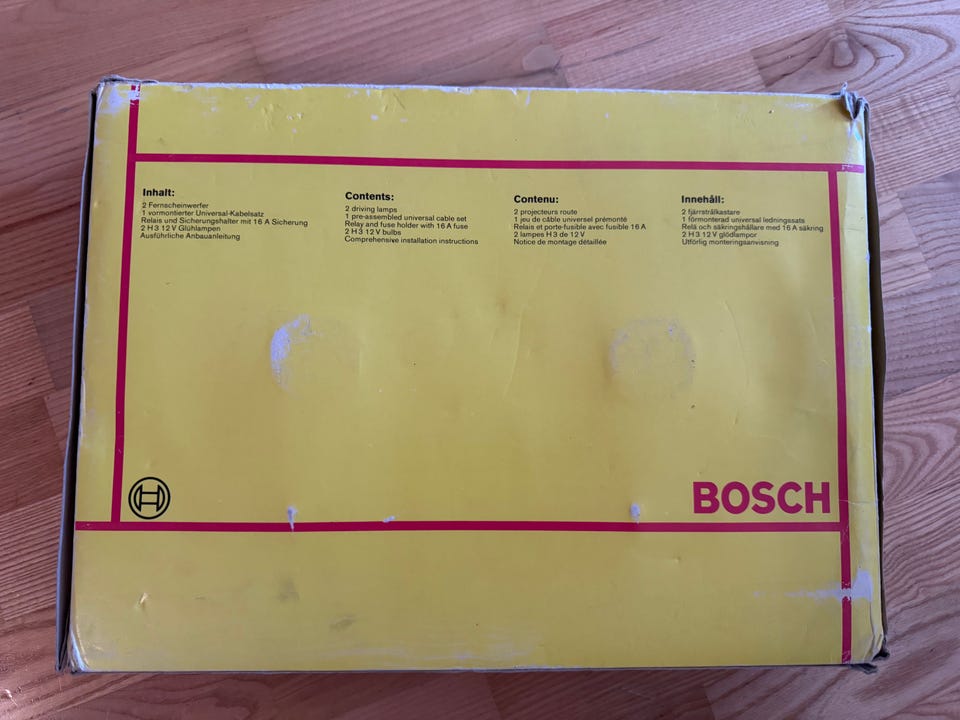 Inhalt:
2 Fernscheinwerfer
1 vormontierter Universal-Kabelsatz
Relais und Sicherungshalter mit 16 A Sicherung
2 H 3 12 V Glühlampen
Ausführliche Anbauanleitung
Contents:
2 driving lamps
1 pre-assembled universal cable set
Relay and fuse holder with 16 A fuse
2 H 3 12 V bulbs
Comprehensive installation instructions
Contenu:
2 projecteurs route
1 jeu de câble universel prémonté
Relais et porte-fusible avec fusible 16 A
2 lampes H 3 de 12 V
Notice de montage détaillée
Innehåll:
2 fjärrstrålkastare
1 förmonterad universal ledningssats
Relä och säkringshållare med 16 A säkring
2 H 3 12 V glödlampor
Utförlig monteringsanvisning
BOSCH